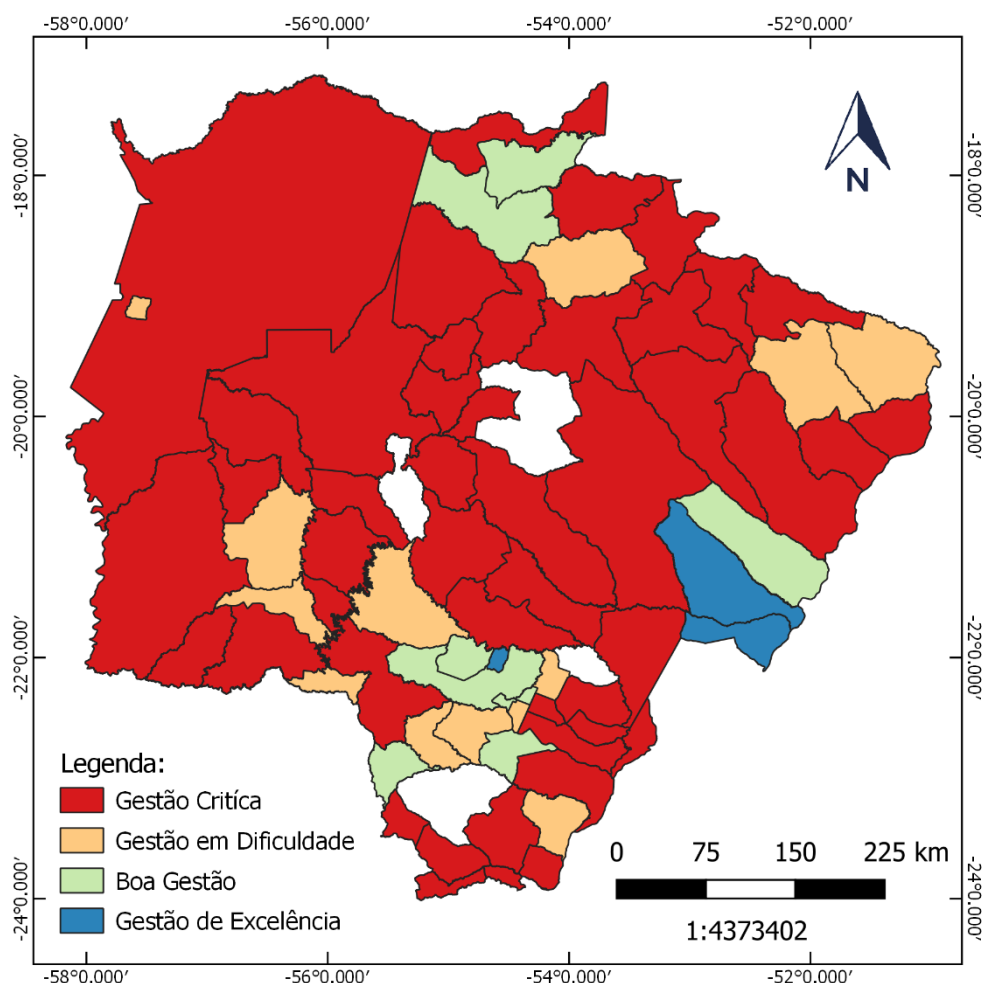 -58°0.000′ -56°0.000′ -54°0.000′ -52°0.000′
N
-18°0.000′ -18°0.000′
-20°0.000′ -20°0.000′
-22°0.000′ -22°0.000′
-24°0.000′ -24°0.000′
Legenda:
Gestão Critíca
Gestão em Dificuldade
Boa Gestão
Gestão de Excelência
0 75 150 225 km
1:4373402
-58°0.000′ -56°0.000′ -54°0.000′ -52°0.000′